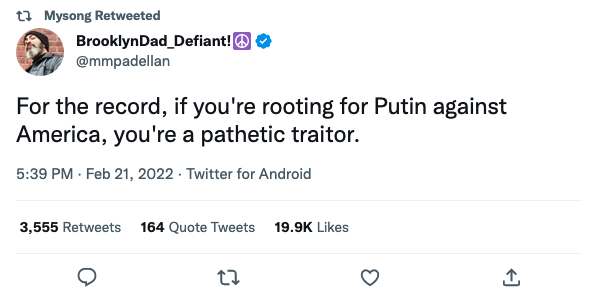 Mysong Retweeted
BrooklynDad_Defiant!☮
@mmpadellan
For the record, if you're rooting for Putin against
America, you're a pathetic traitor.
5:39 PM · Feb 21, 2022 · Twitter for Android
3,555 Retweets 164 Quote Tweets 19.9K Likes